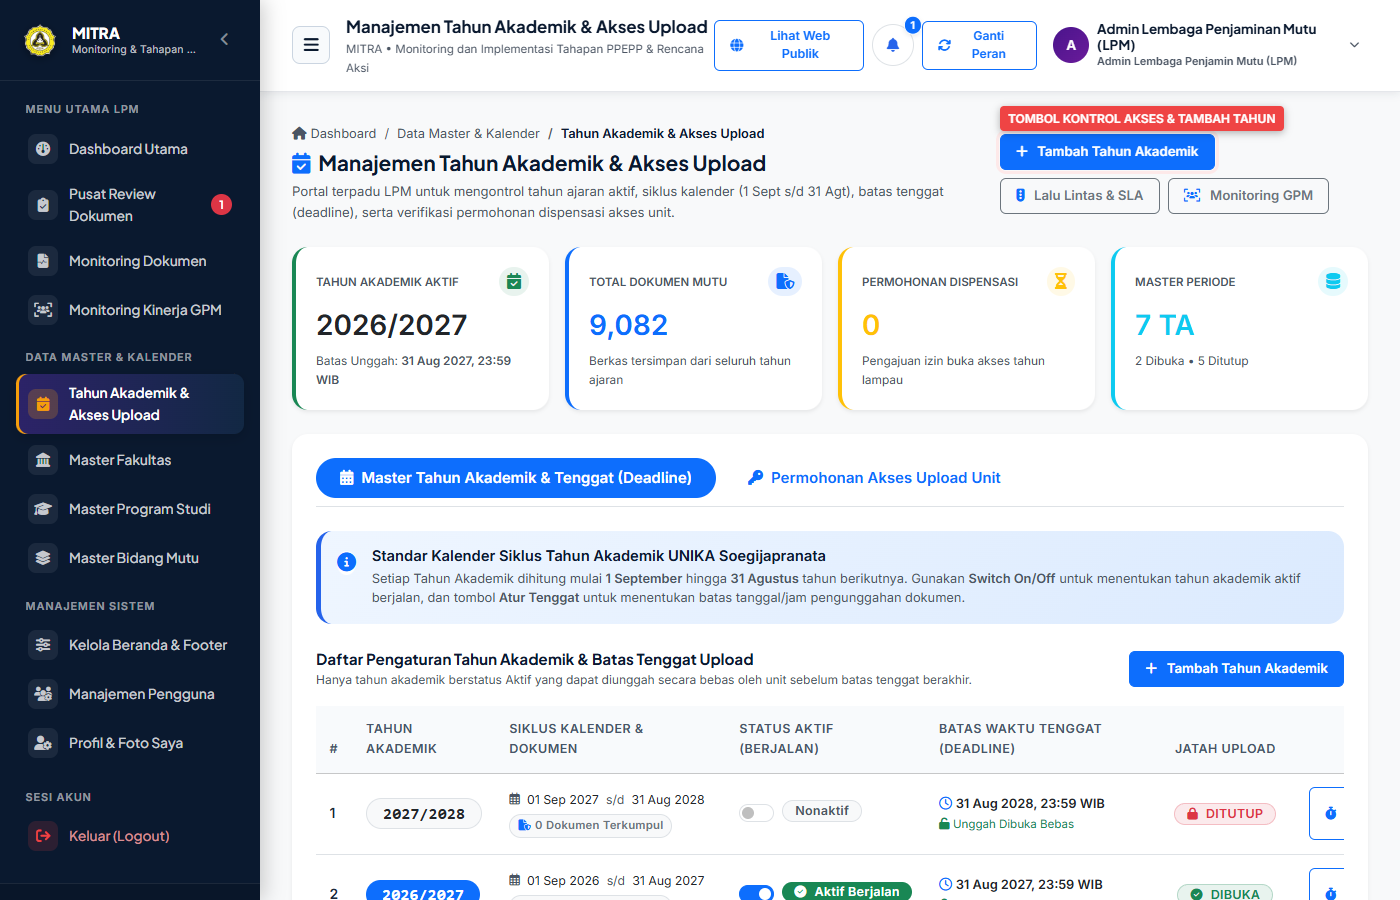 MITRA
Monitoring & Tahapan ...
MENU UTAMA LPM
Dashboard Utama
Pusat Review
Dokumen
1
Monitoring Dokumen
Monitoring Kinerja GPM
DATA MASTER & KALENDER
Tahun Akademik &
Akses Upload
Master Fakultas
Master Program Studi
Master Bidang Mutu
MANAJEMEN SISTEM
Kelola Beranda & Footer
Manajemen Pengguna
Profil & Foto Saya
SESI AKUN
Keluar (Logout)
Manajemen Tahun Akademik & Akses Upload
MITRA • Monitoring dan Implementasi Tahapan PPEPP & Rencana
Aksi
Lihat Web
Publik
1
Ganti
Peran
A
Admin Lembaga Penjaminan Mutu
(LPM)
Admin Lembaga Penjamin Mutu (LPM)
Dashboard / Data Master & Kalender / Tahun Akademik & Akses Upload
Manajemen Tahun Akademik & Akses Upload
Portal terpadu LPM untuk mengontrol tahun ajaran aktif, siklus kalender (1 Sept s/d 31 Agt), batas tenggat
(deadline), serta verifikasi permohonan dispensasi akses unit.
TOMBOL KONTROL AKSES & TAMBAH TAHUN
Tambah Tahun Akademik
Lalu Lintas & SLA
Monitoring GPM
TAHUN AKADEMIK AKTIF
2026/2027
Batas Unggah: 31 Aug 2027, 23:59
WIB
TOTAL DOKUMEN MUTU
9,082
Berkas tersimpan dari seluruh tahun
ajaran
PERMOHONAN DISPENSASI
0
Pengajuan izin buka akses tahun
lampau
MASTER PERIODE
7 TA
2 Dibuka • 5 Ditutup
Master Tahun Akademik & Tenggat (Deadline)
Permohonan Akses Upload Unit
Standar Kalender Siklus Tahun Akademik UNIKA Soegijapranata
Setiap Tahun Akademik dihitung mulai 1 September hingga 31 Agustus tahun berikutnya. Gunakan Switch On/Off untuk menentukan tahun akademik aktif
berjalan, dan tombol Atur Tenggat untuk menentukan batas tanggal/jam pengunggahan dokumen.
Daftar Pengaturan Tahun Akademik & Batas Tenggat Upload
Hanya tahun akademik berstatus Aktif yang dapat diunggah secara bebas oleh unit sebelum batas tenggat berakhir.
Tambah Tahun Akademik
#
TAHUN
AKADEMIK
SIKLUS KALENDER &
DOKUMEN
STATUS AKTIF
(BERJALAN)
BATAS WAKTU TENGGAT
(DEADLINE)
JATAH UPLOAD
1
2027/2028
01 Sep 2027 s/d 31 Aug 2028
0 Dokumen Terkumpul
Nonaktif
31 Aug 2028, 23:59 WIB
Unggah Dibuka Bebas
DITUTUP
2
2026/2027
01 Sep 2026 s/d 31 Aug 2027
Aktif Berjalan
31 Aug 2027, 23:59 WIB
DIBUKA